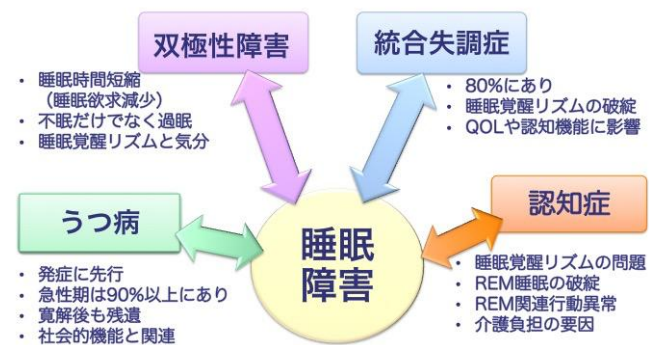 双極性障害
・ 睡眠時間短縮
（睡眠欲求減少）
・ 不眠だけでなく過眠
・ 睡眠覚醒リズムと気分
統合失調症
・ 80%にあり
・ 睡眠覚醒リズムの破綻
・ QOLや認知機能に影響
うつ病
・ 発症に先行
・ 急性期は90%以上にあり
・ 寛解後も残遺
・ 社会的機能と関連
睡眠
障害
認知症
・ 睡眠覚醒リズムの問題
・ REM睡眠の破綻
・ REM関連行動異常
・ 介護負担の要因